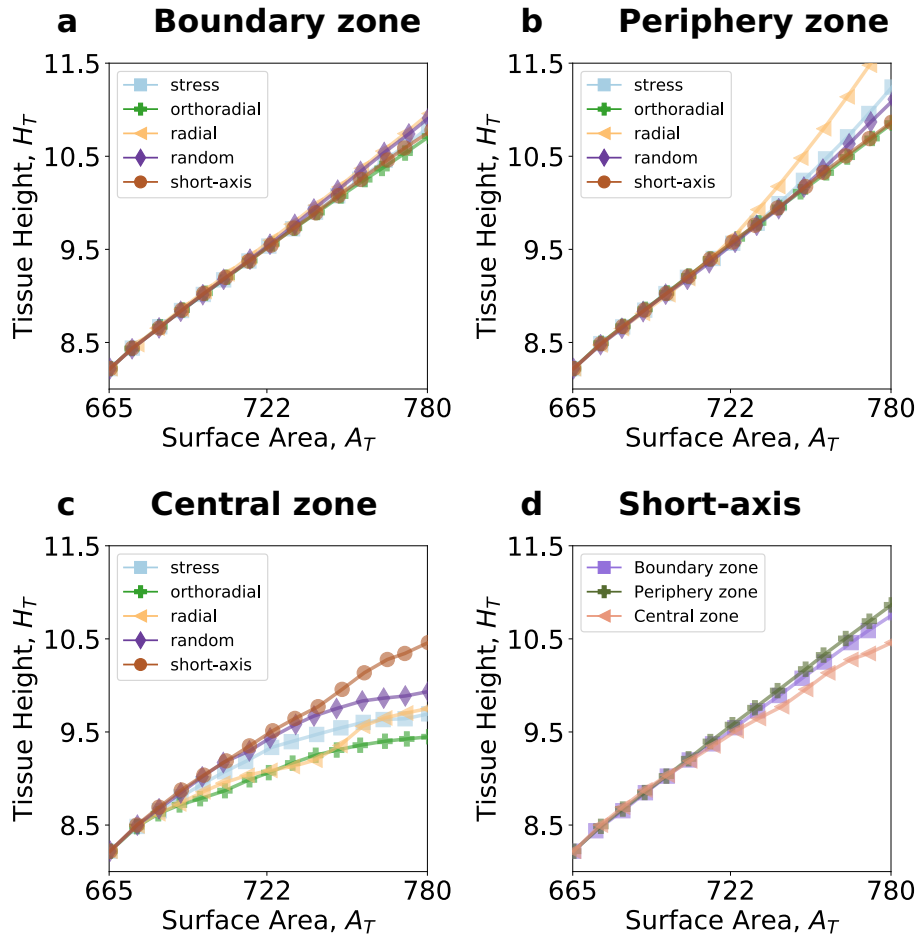 a Boundary zone
11.5
10.5
9.5
8.5
Tissue Height, H_T
stress
orthoradial
radial
random
short-axis
665 722 780
Surface Area, A_T
b Periphery zone
11.5
10.5
9.5
8.5
Tissue Height, H_T
stress
orthoradial
radial
random
short-axis
665 722 780
Surface Area, A_T
c Central zone
11.5
10.5
9.5
8.5
Tissue Height, H_T
stress
orthoradial
radial
random
short-axis
665 722 780
Surface Area, A_T
d Short-axis
11.5
10.5
9.5
8.5
Tissue Height, H_T
Boundary zone
Periphery zone
Central zone
665 722 780
Surface Area, A_T